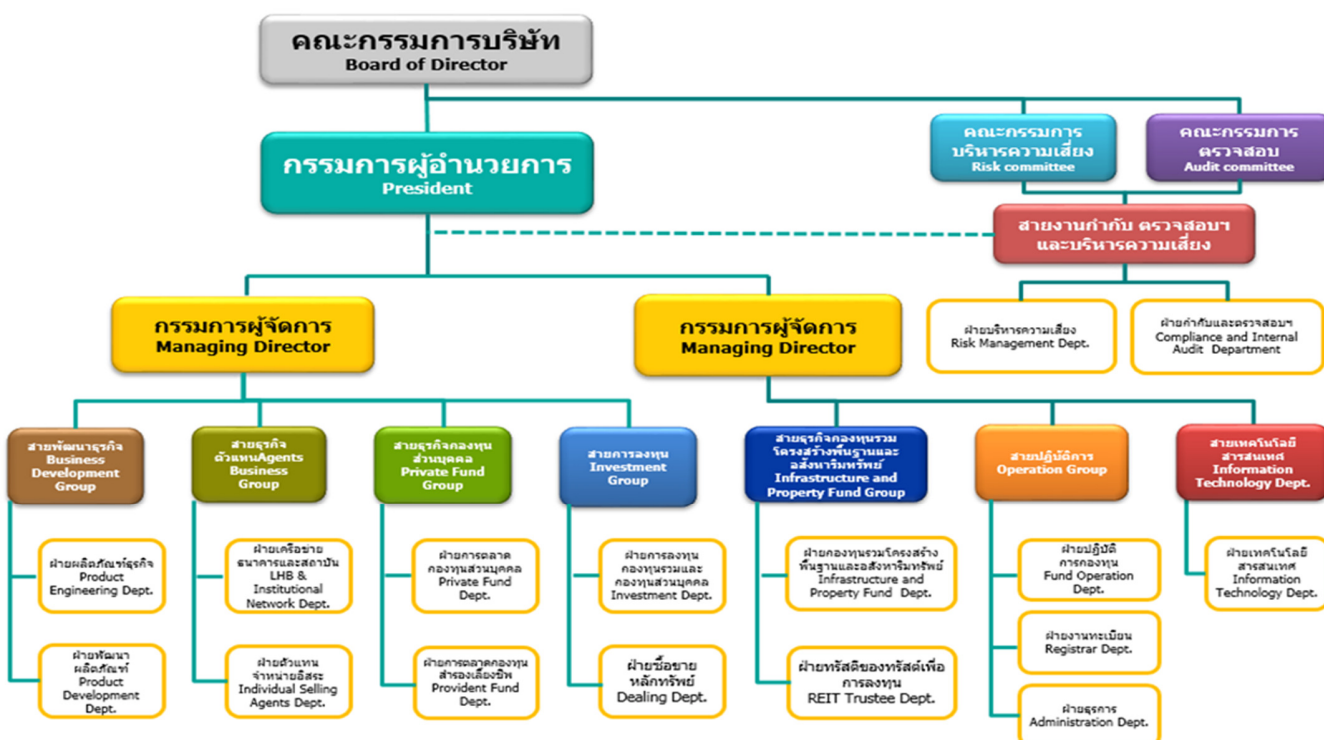 คณะกรรมการบริษัท
Board of Director
กรรมการผู้อำนวยการ
President
คณะกรรมการ
บริหารความเสี่ยง
Risk committee
คณะกรรมการ
ตรวจสอบ
Audit committee
สายงานกำกับ ตรวจสอบฯ
และบริหารความเสี่ยง
กรรมการผู้จัดการ
Managing Director
กรรมการผู้จัดการ
Managing Director
ฝ่ายบริหารความเสี่ยง
Risk Management Dept.
ฝ่ายกำกับและตรวจสอบฯ
Compliance and Internal
Audit Department
สายพัฒนาธุรกิจ
Business
Development
Group
สายธุรกิจ
ตัวแทนAgents
Business
Group
สายธุรกิจกองทุน
ส่วนบุคคล
Private Fund
Group
สายการลงทุน
Investment
Group
สายธุรกิจกองทุนรวม
โครงสร้างพื้นฐานและ
อสังหาริมทรัพย์
Infrastructure and
Property Fund Group
สายปฏิบัติการ
Operation Group
สายเทคโนโลยี
สารสนเทศ
Information
Technology Dept.
ฝ่ายผลิตภัณฑ์ธุรกิจ
Product
Engineering Dept.
ฝ่ายเครือข่าย
ธนาคารและสถาบัน
LHB &
Institutional
Network Dept.
ฝ่ายการตลาด
กองทุนส่วนบุคคล
Private Fund
Dept.
ฝ่ายการลงทุน
กองทุนรวมและ
กองทุนส่วนบุคคล
Investment Dept.
ฝ่ายกองทุนรวมโครงสร้าง
พื้นฐานและอสังหาริมทรัพย์
Infrastructure and
Property Fund Dept.
ฝ่ายปฏิบัติ
การกองทุน
Fund Operation
Dept.
ฝ่ายเทคโนโลยี
สารสนเทศ
Information
Technology Dept.
ฝ่ายพัฒนา
ผลิตภัณฑ์
Product
Development
Dept.
ฝ่ายตัวแทน
จำหน่ายอิสระ
Individual Selling
Agents Dept.
ฝ่ายการตลาดกองทุน
สำรองเลี้ยงชีพ
Provident Fund
Dept.
ฝ่ายซื้อขาย
หลักทรัพย์
Dealing Dept.
ฝ่ายทรัสตีของทรัสต์เพื่อ
การลงทุน
REIT Trustee Dept.
ฝ่ายงานทะเบียน
Registrar Dept.
ฝ่ายธุรการ
Administration Dept.